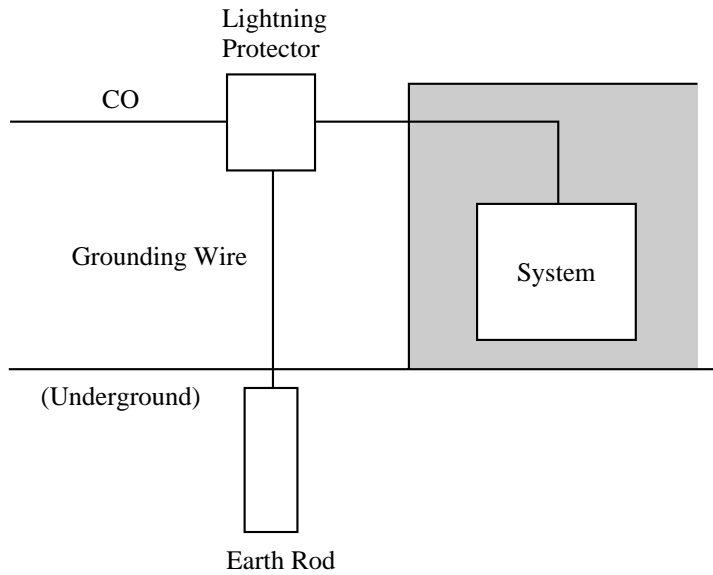 Lightning
Protector
CO
Grounding Wire
System
(Underground)
Earth Rod